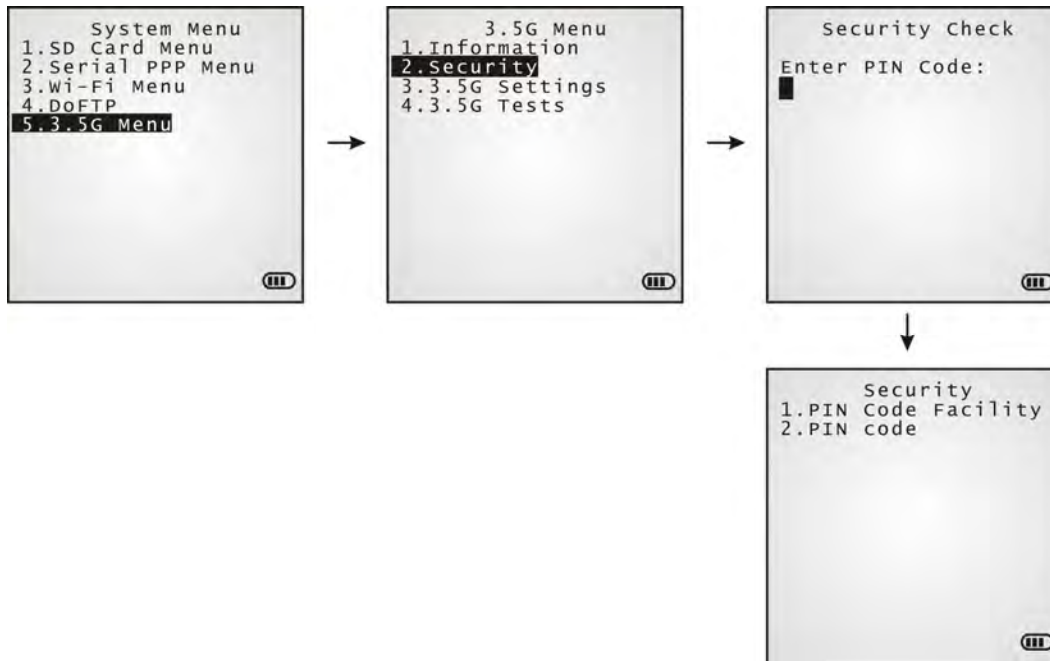 System Menu
1.SD Card Menu
2.Serial PPP Menu
3.Wi-Fi Menu
4.DoFTP
5.3.5G Menu
3.5G Menu
1.Information
2.Security
3.3.5G Settings
4.3.5G Tests
Security Check
Enter PIN Code:
Security
1.PIN Code Facility
2.PIN code